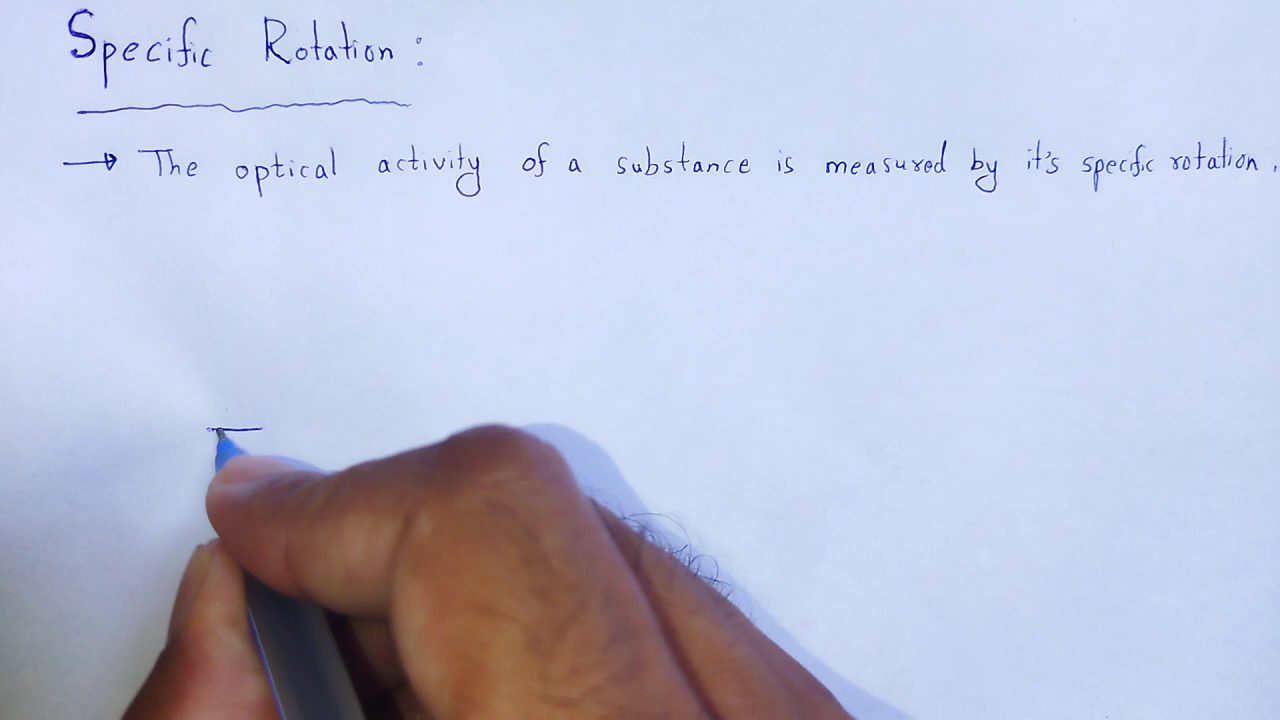 Specific Rotation :
→ The optical activity of a substance is measured by it's specific rotation.